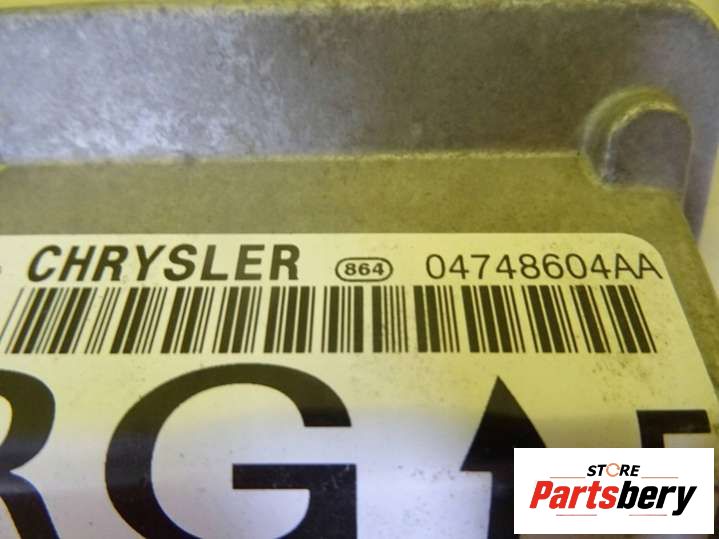 CHRYSLER 864 04748604AA
RG
STORE
Partsbery